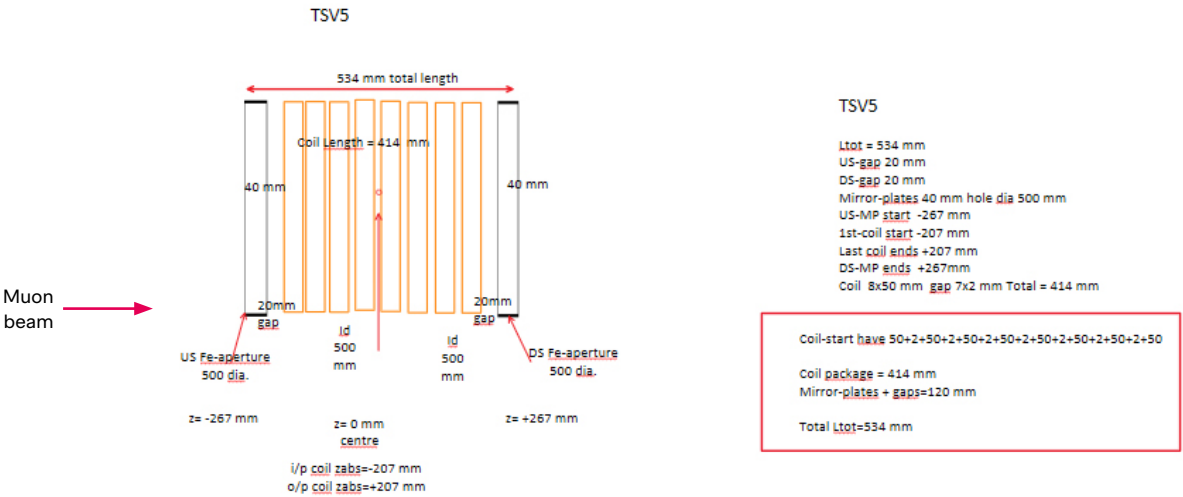 TSV5
534 mm total length
Coil Length = 414 mm
40 mm
40 mm
Muon
beam
20mm
gap
20mm
gap
Id
500
mm
Id
500
mm
US Fe-aperture
500 dia.
DS Fe-aperture
500 dia.
z= -267 mm
z= 0 mm
centre
z= +267 mm
i/p coil zabs=-207 mm
o/p coil zabs=+207 mm
TSV5
Ltot = 534 mm
US-gap 20 mm
DS-gap 20 mm
Mirror-plates 40 mm hole dia 500 mm
US-MP start -267 mm
1st-coil start -207 mm
Last coil ends +207 mm
DS-MP ends +267mm
Coil 8x50 mm gap 7x2 mm Total = 414 mm
Coil-start have 50+2+50+2+50+2+50+2+50+2+50+2+50+2+50
Coil package = 414 mm
Mirror-plates + gaps=120 mm
Total Ltot=534 mm